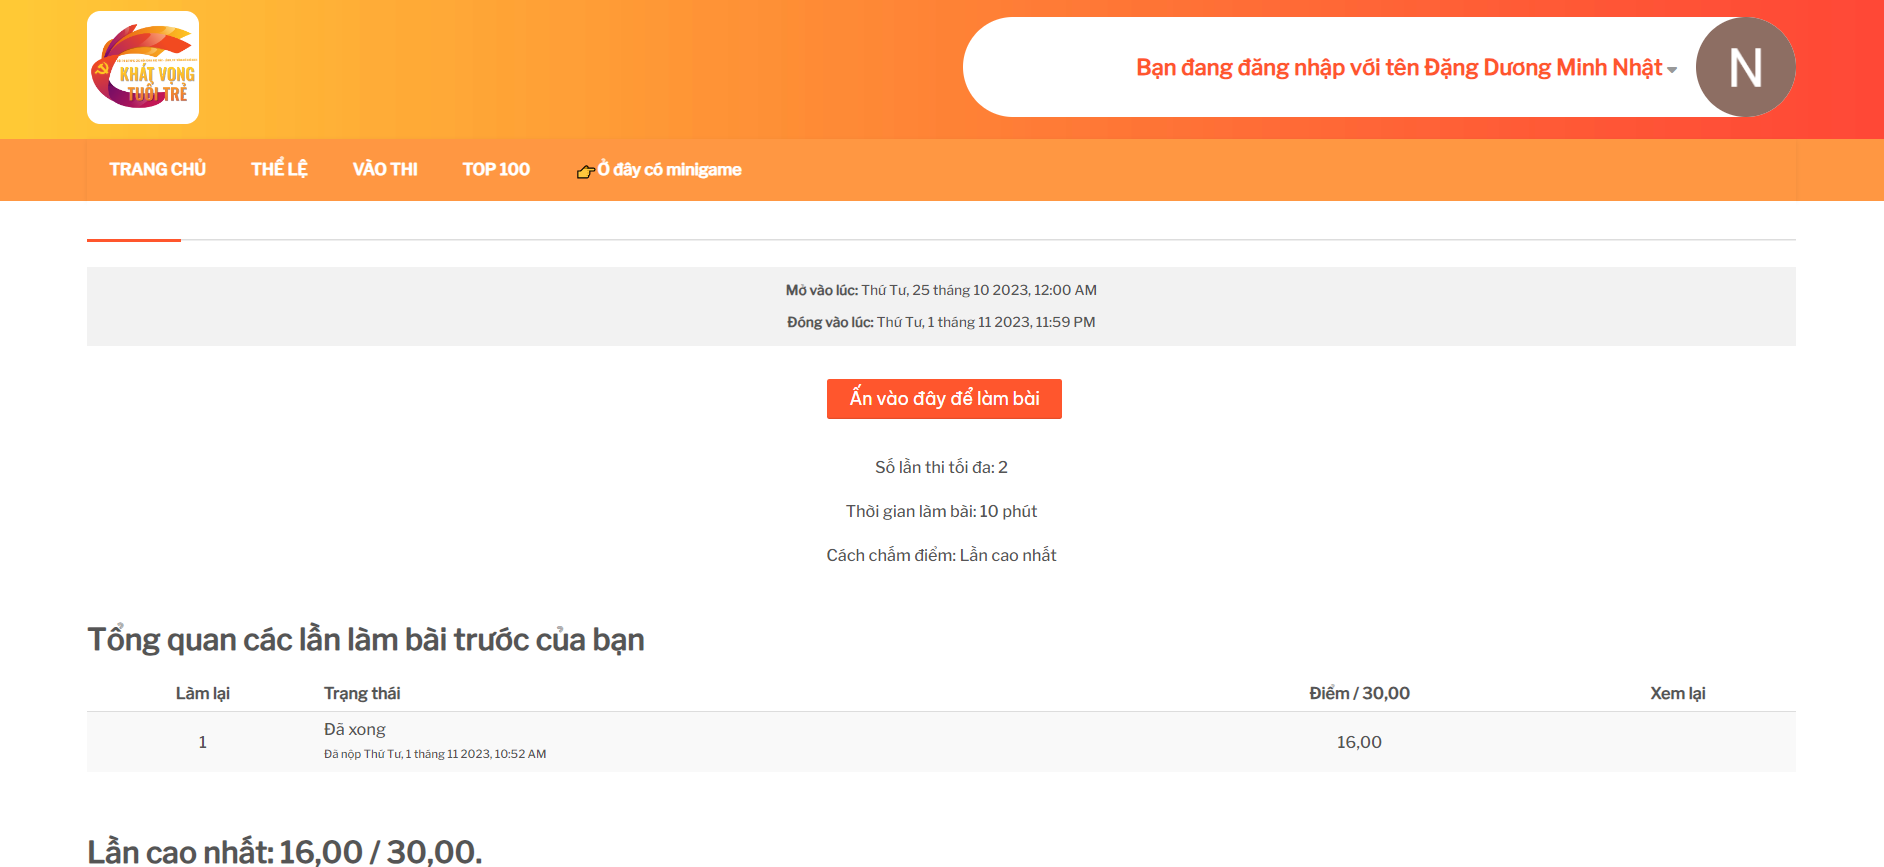 KHÁT VỌNG
TUỔI TRẺ
Bạn đang đăng nhập với tên Đặng Dương Minh Nhật
N
TRANG CHỦ THỂ LỆ VÀO THI TOP 100 👉Ở đây có minigame
Mở vào lúc: Thứ Tư, 25 tháng 10 2023, 12:00 AM
Đóng vào lúc: Thứ Tư, 1 tháng 11 2023, 11:59 PM
Ấn vào đây để làm bài
Số lần thi tối đa: 2
Thời gian làm bài: 10 phút
Cách chấm điểm: Lần cao nhất
Tổng quan các lần làm bài trước của bạn
Làm lại Trạng thái Điểm / 30,00 Xem lại
1 Đã xong 16,00
Đã nộp Thứ Tư, 1 tháng 11 2023, 10:52 AM
Lần cao nhất: 16,00 / 30,00.